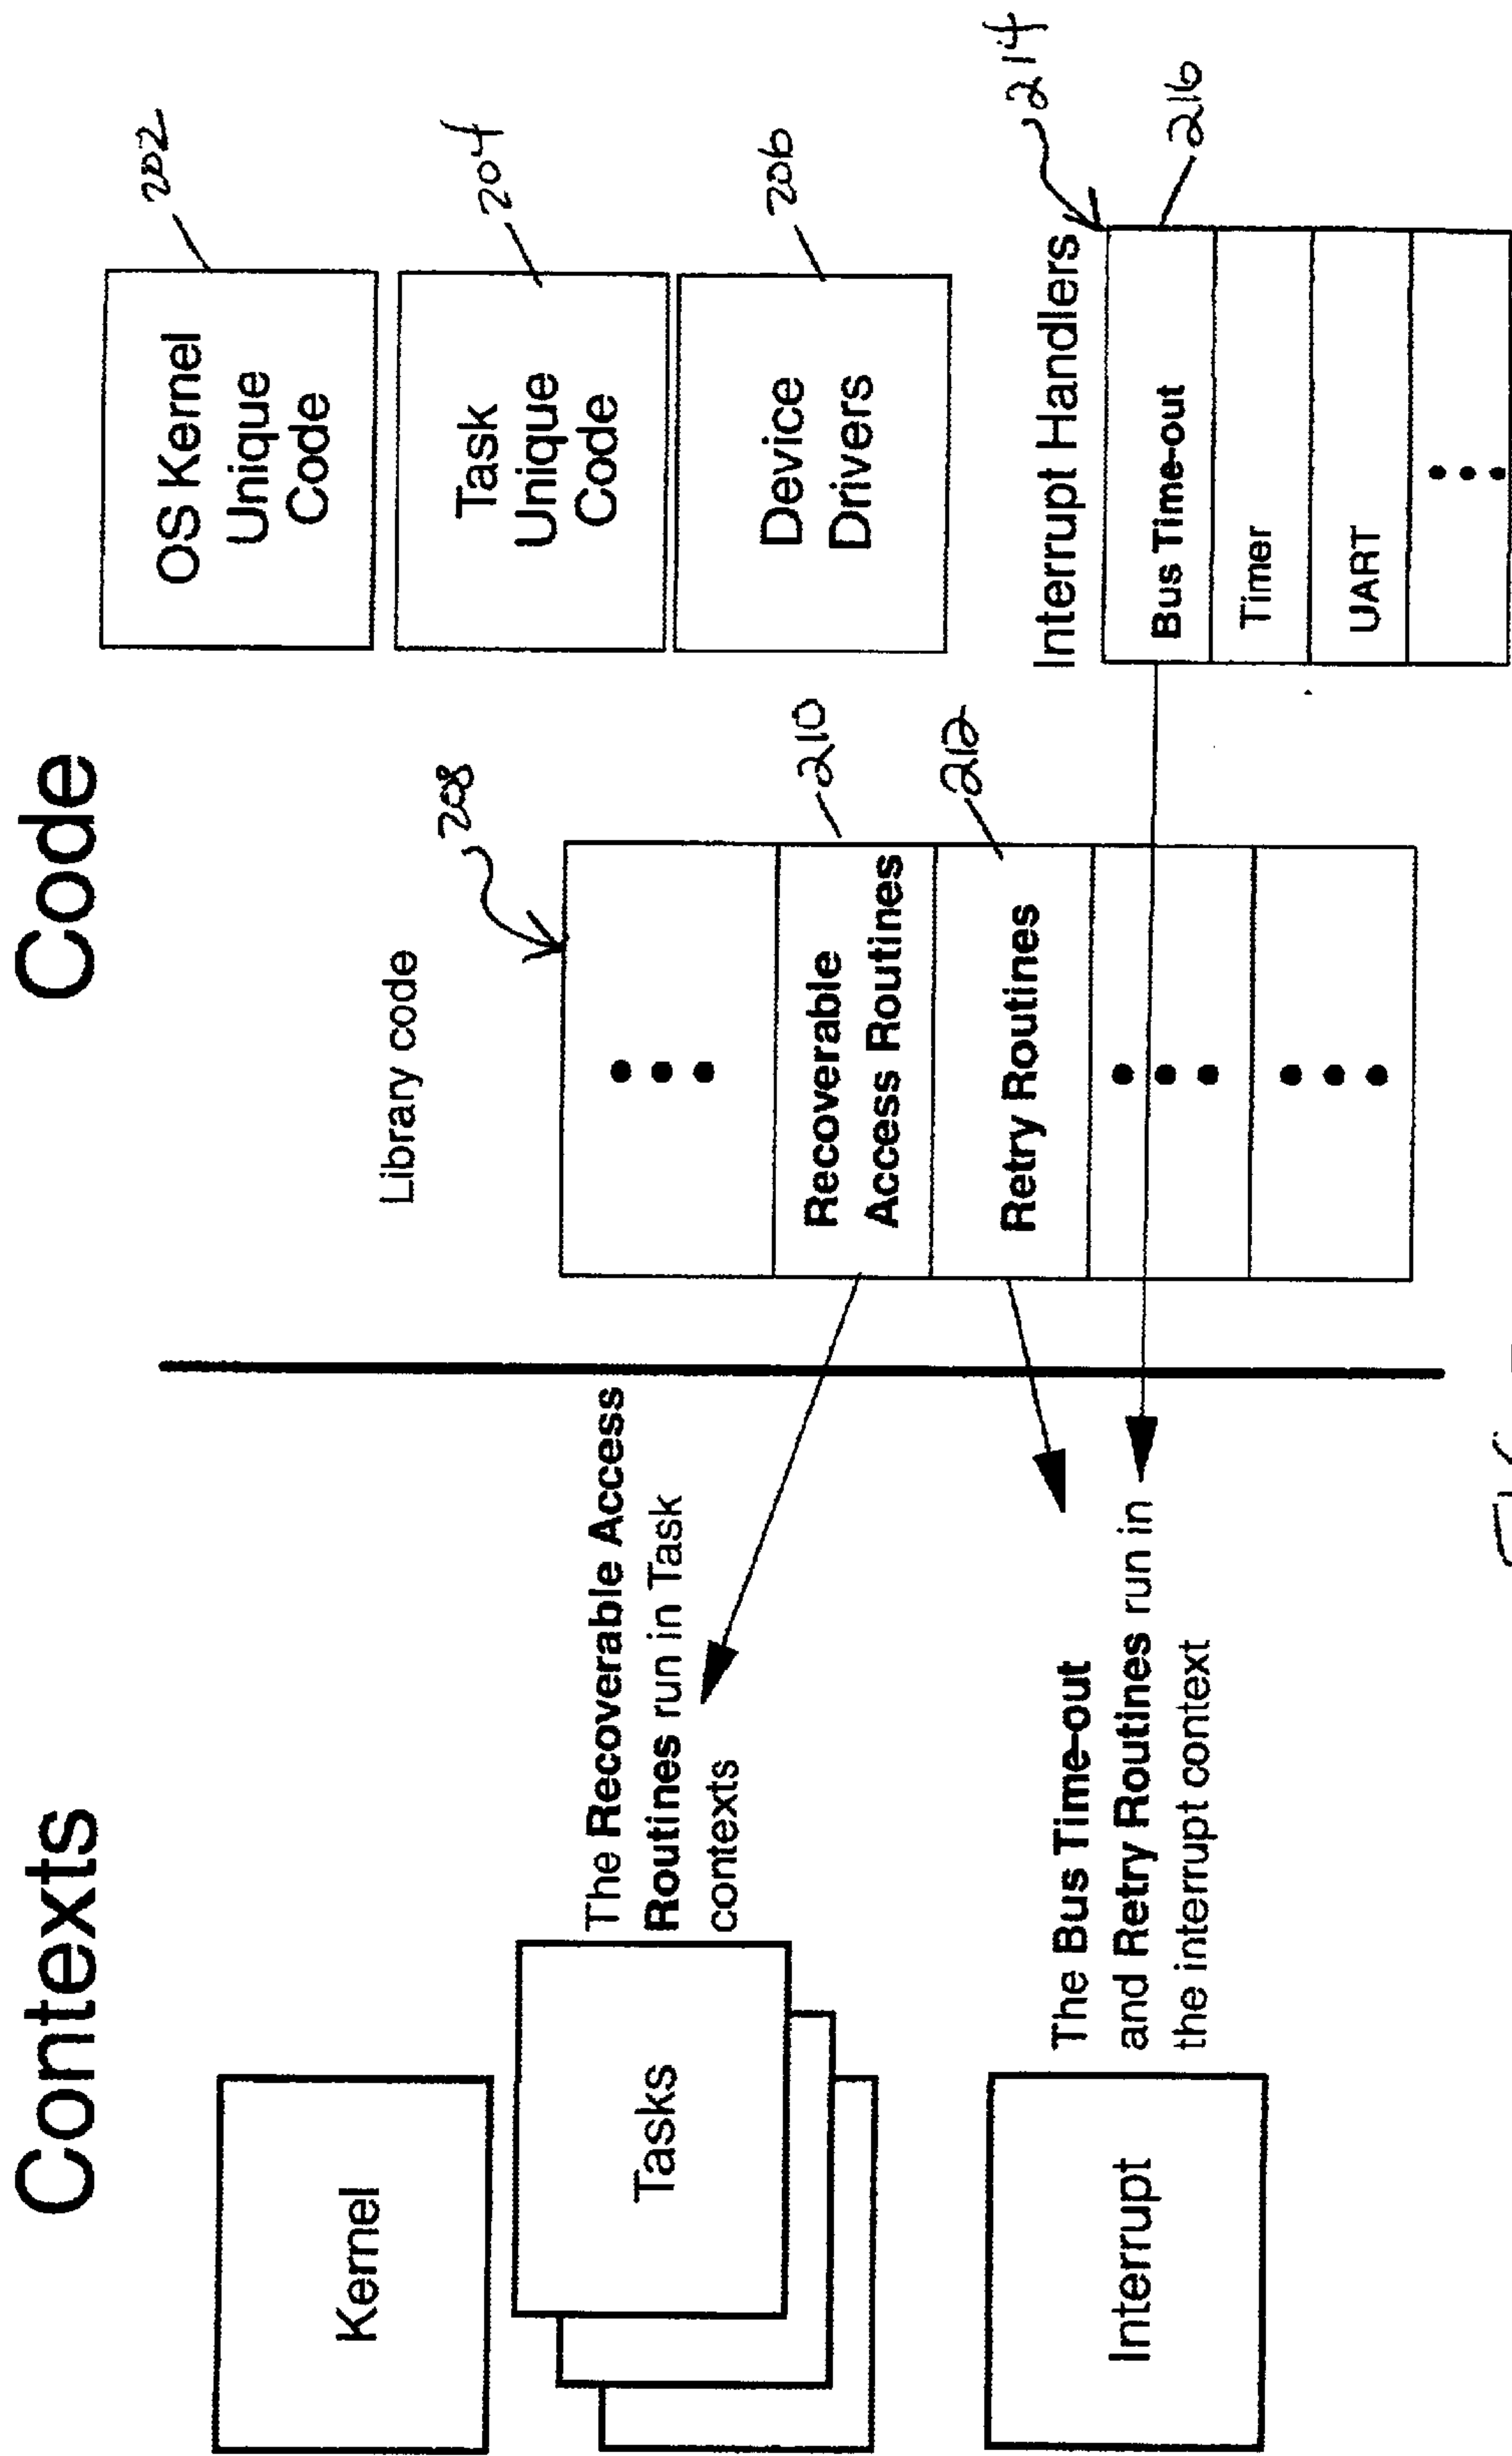 Contexts
Code
Kernel
Tasks
Interrupt
The Recoverable Access
Routines run in Task
contexts
The Bus Time-out
and Retry Routines run in
the interrupt context
Library code
208
Recoverable
Access Routines
210
Retry Routines
212
OS Kernel
Unique
Code
202
Task
Unique
Code
204
Device
Drivers
206
Interrupt Handlers
214
Bus Time-out
216
Timer
UART